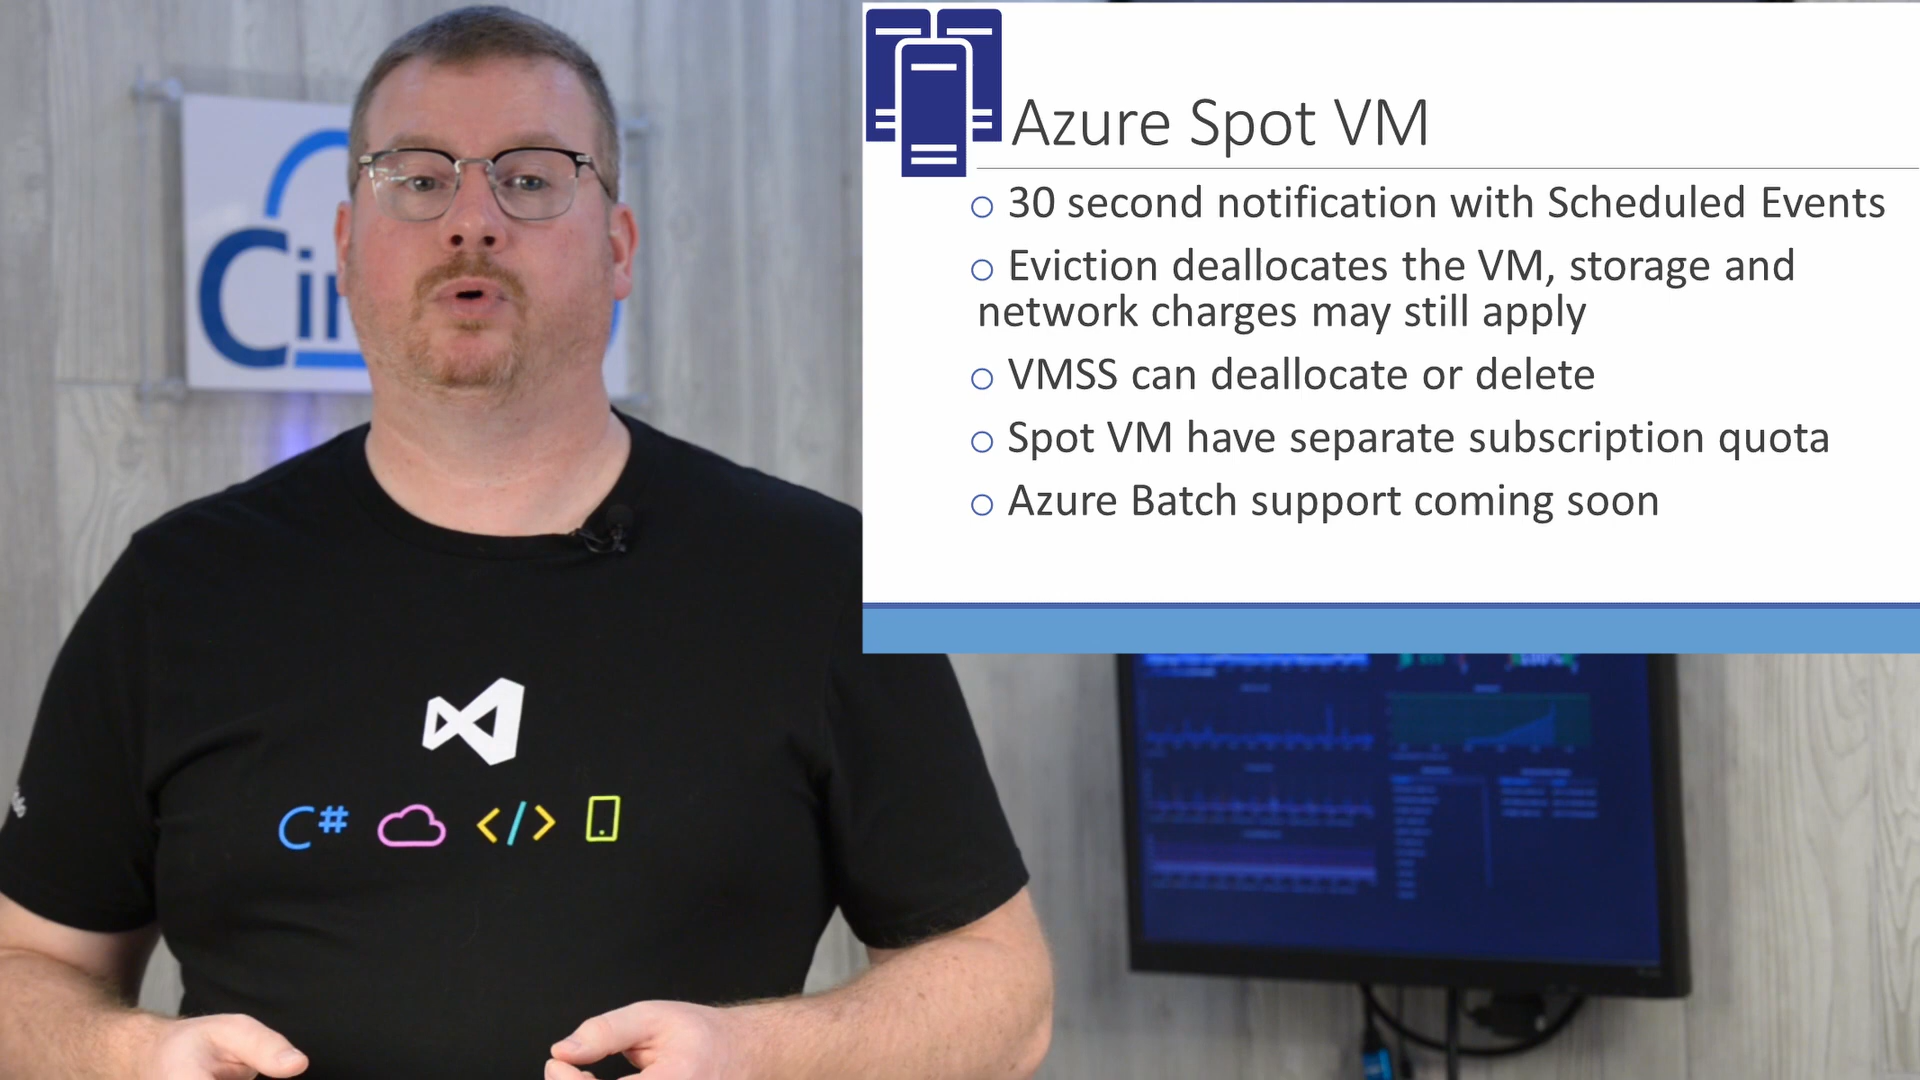 Azure Spot VM
30 second notification with Scheduled Events
Eviction deallocates the VM, storage and
network charges may still apply
VMSS can deallocate or delete
Spot VM have separate subscription quota
Azure Batch support coming soon
C#
</>